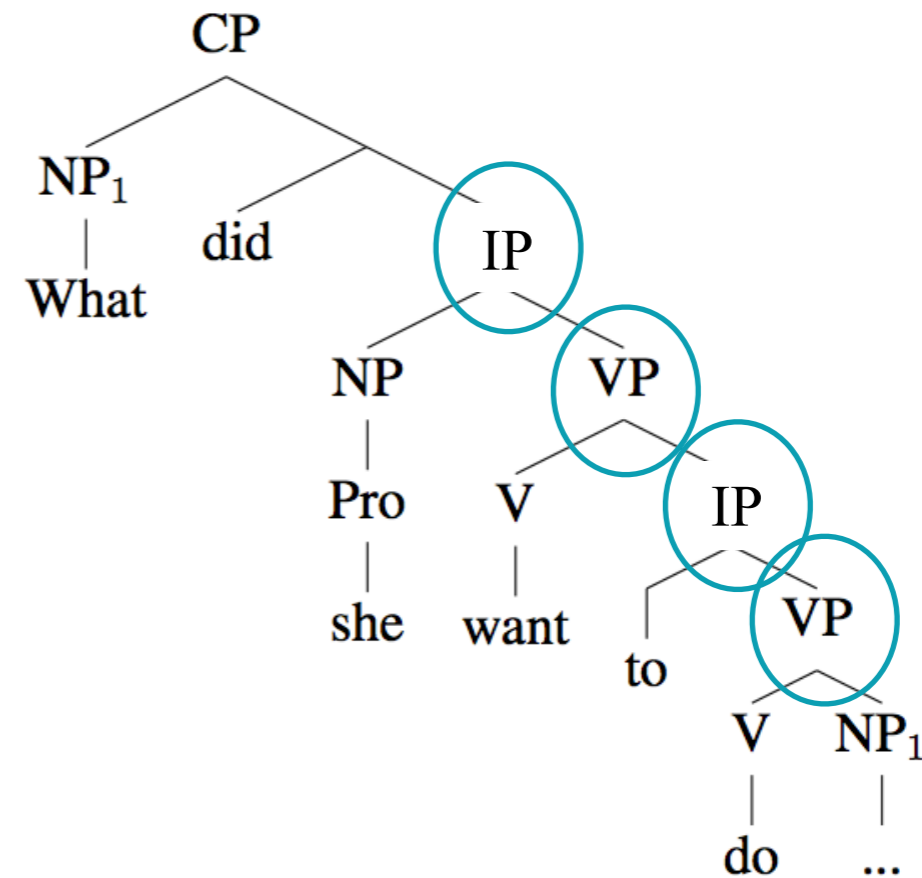 CP
NP₁
did
IP
What
NP
VP
Pro
V
IP
she
want
to
VP
V
NP₁
do
...